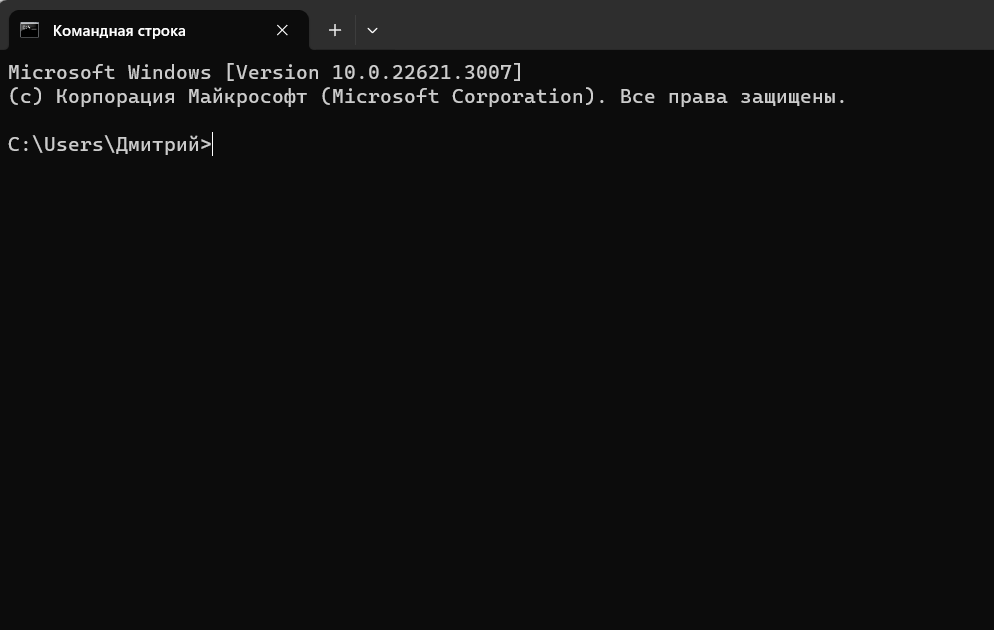 Командная строка
Microsoft Windows [Version 10.0.22621.3007]
(c) Корпорация Майкрософт (Microsoft Corporation). Все права защищены.
C:\Users\Дмитрий>